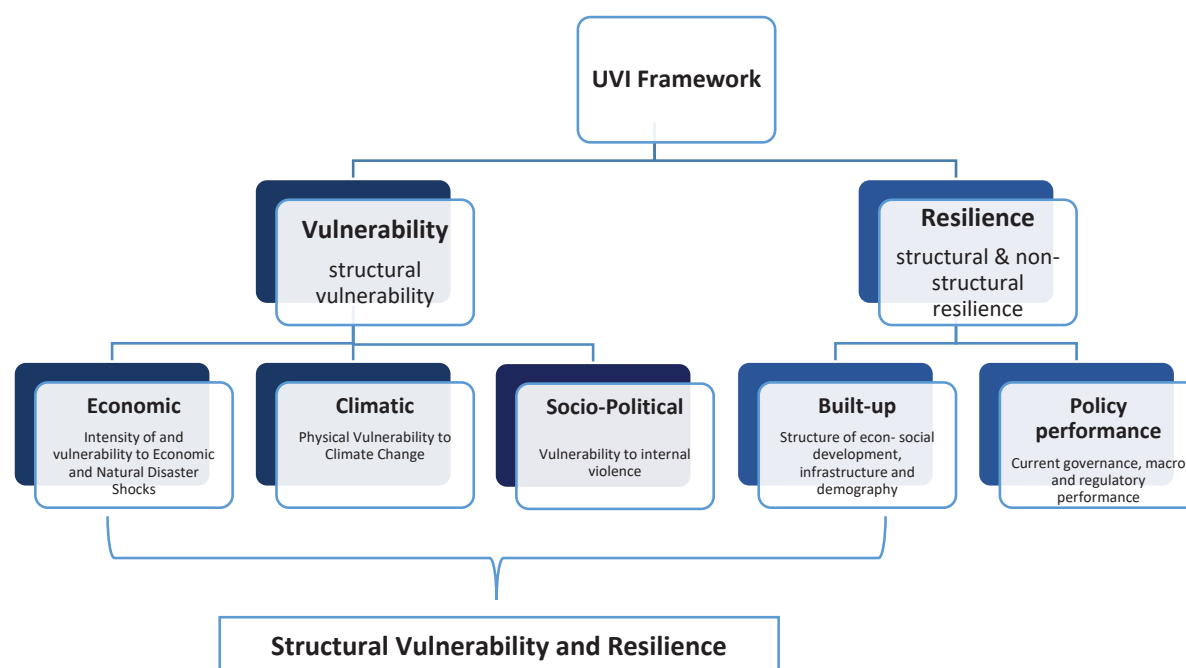 UVI Framework
Vulnerability
structural
vulnerability
Resilience
structural & non-
structural
resilience
Economic
Intensity of and
vulnerability to Economic
and Natural Disaster
Shocks
Climatic
Physical Vulnerability to
Climate Change
Socio-Political
Vulnerability to internal
violence
Built-up
Structure of econ- social
development,
infrastructure and
demography
Policy
performance
Current governance, macro
and regulatory
performance
Structural Vulnerability and Resilience